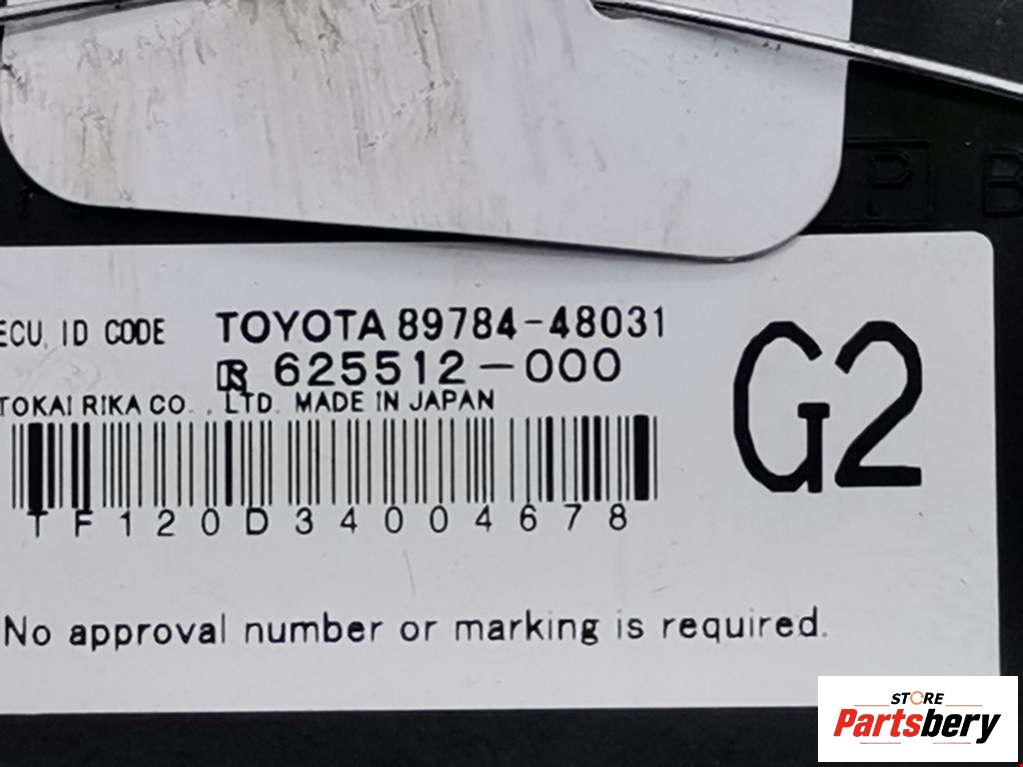 P B
ECU. ID CODE TOYOTA 89784-48031
625512-000
TOKAI RIKA CO., LTD. MADE IN JAPAN
G2
TF120D34004678
No approval number or marking is required.
STORE
Partsbery